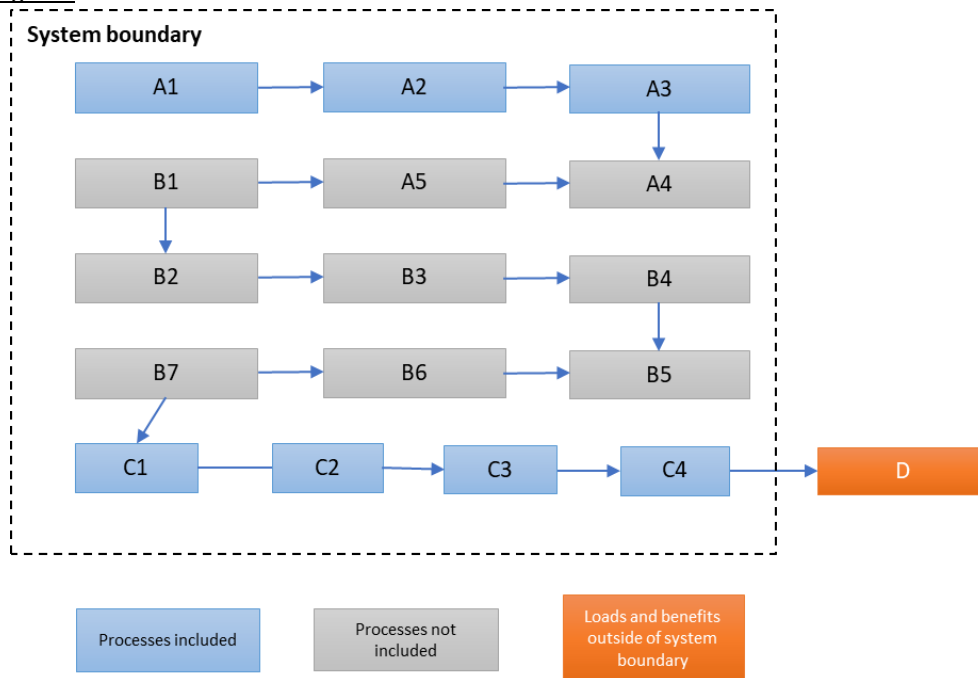 System boundary
A1
A2
A3
B1
A5
A4
B2
B3
B4
B7
B6
B5
C1
C2
C3
C4
D
Processes included
Processes not
included
Loads and benefits
outside of system
boundary